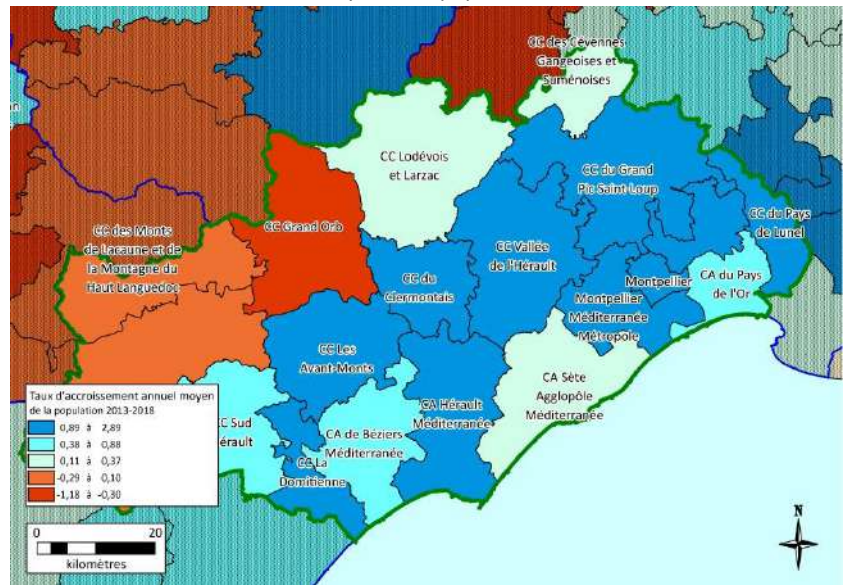 CC des Cévennes
Gangeoises et
Suménoises
CC Lodévois
et Larzac
CC du Grand
Pic Saint-Loup
CC Grand Orb
CC des Monts
de Lacaune et de
la Montagne du
Haut Languedoc
CC du Pays
de Lunel
CC Vallée
de l'Hérault
CC du
Clermontais
Montpellier
CA du Pays
de l'Or
Montpellier
Méditerranée
Métropole
CC Les
Avant-Monts
CA Sète
Agglopôle
Méditerranée
CA Hérault
Méditerranée
CC Sud
Hérault
CA de Béziers
Méditerranée
CC La
Domitienne
Taux d'accroissement annuel moyen
de la population 2013-2018
0,89 à 2,89
0,38 à 0,88
0,11 à 0,37
-0,29 à 0,10
-1,18 à -0,30
0 20
kilomètres
N